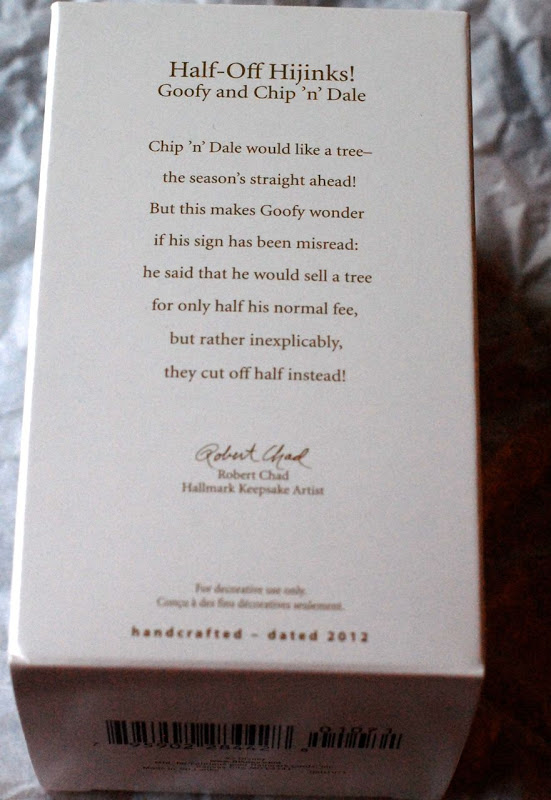 Half-Off Hijinks!
Goofy and Chip 'n' Dale
Chip 'n' Dale would like a tree–
the season's straight ahead!
But this makes Goofy wonder
if his sign has been misread:
he said that he would sell a tree
for only half his normal fee,
but rather inexplicably,
they cut off half instead!
Robert Chad
Robert Chad
Hallmark Keepsake Artist
For decorative use only.
Conçu à des fins décoratives seulement.
handcrafted – dated 2012
01071